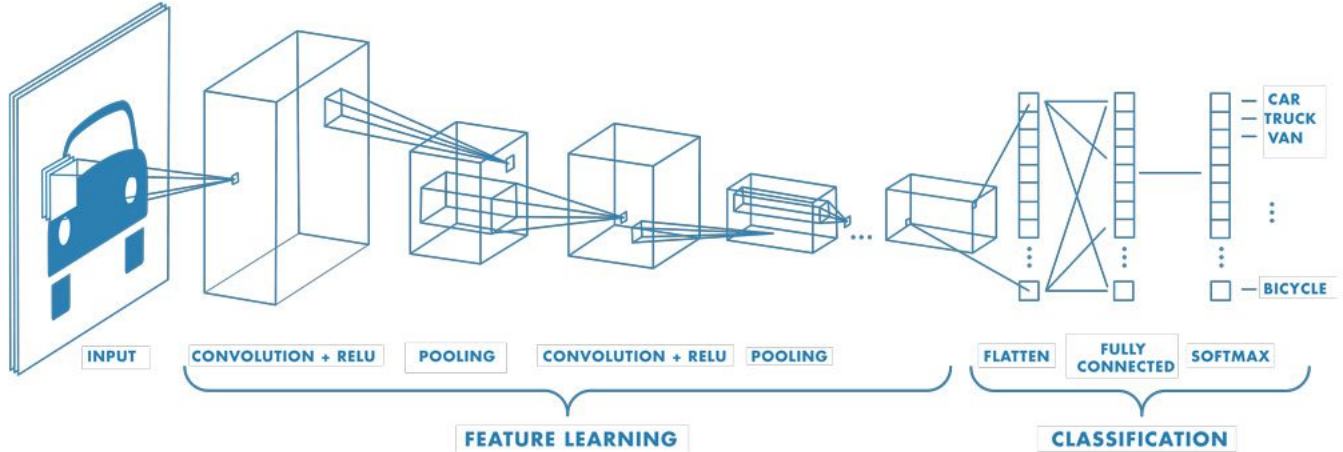 CAR
TRUCK
VAN
BICYCLE
INPUT
CONVOLUTION + RELU
POOLING
CONVOLUTION + RELU
POOLING
FLATTEN
FULLY
CONNECTED
SOFTMAX
FEATURE LEARNING
CLASSIFICATION